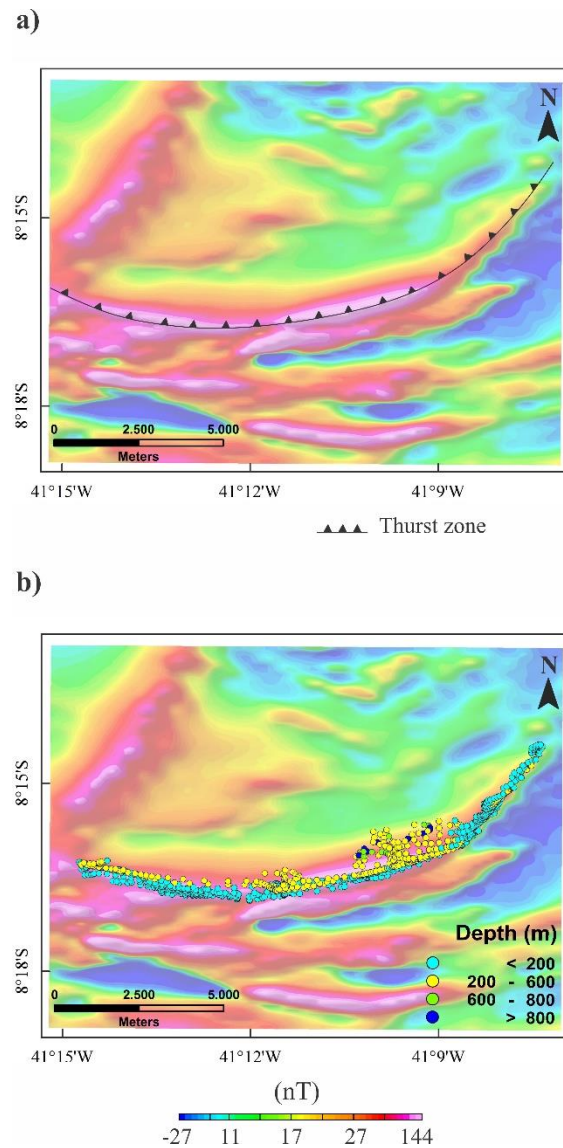 a)
N
8°15'S
8°18'S
0 2.500 5.000
Meters
41°15'W 41°12'W 41°9'W
Thurst zone
b)
N
8°15'S
8°18'S
Depth (m)
< 200
200 - 600
600 - 800
> 800
0 2.500 5.000
Meters
41°15'W 41°12'W 41°9'W
(nT)
-27 11 17 27 144